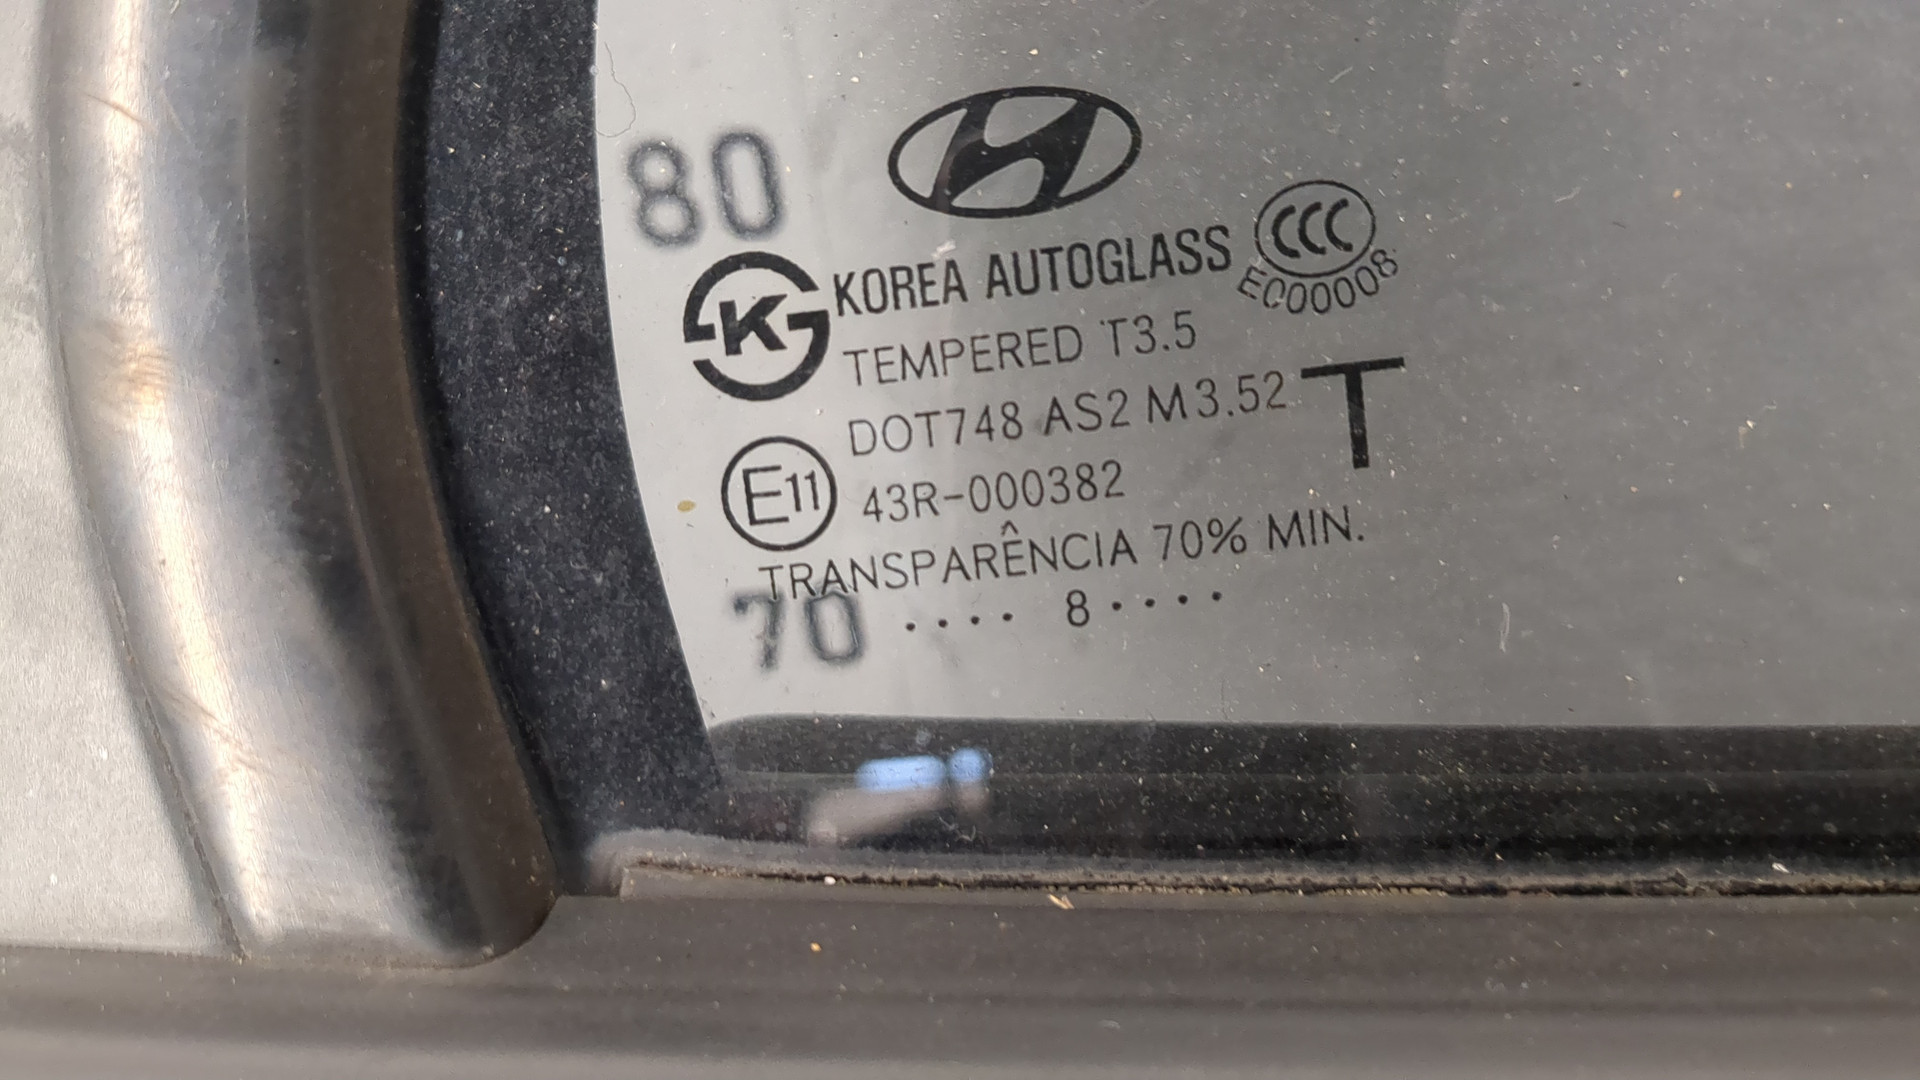 80
KOREA AUTOGLASS
CCC
E000008
K
TEMPERED T3.5
DOT748 AS2 M3.52
T
E11
43R-000382
TRANSPARÊNCIA 70% MIN.
70
.... 8 ....